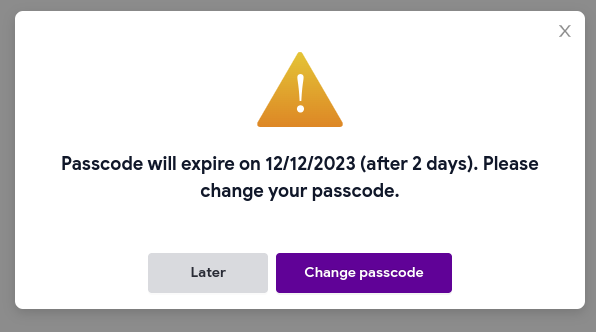 X
Passcode will expire on 12/12/2023 (after 2 days). Please
change your passcode.
Later
Change passcode